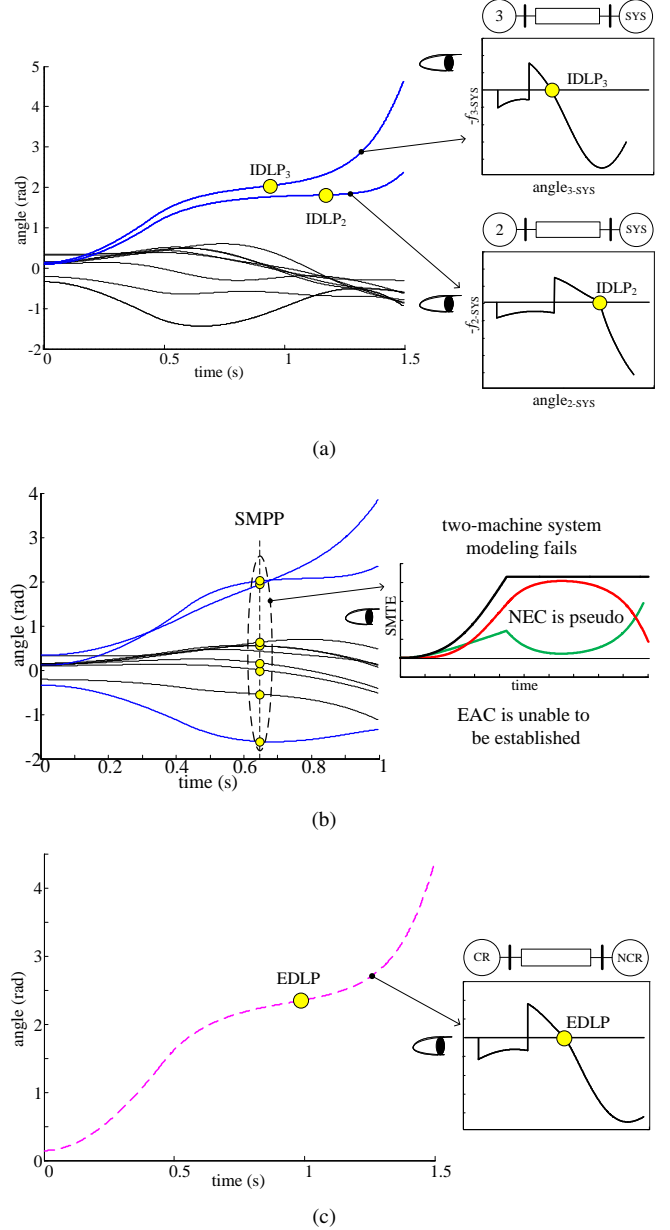 3
SYS
5
4
3
2
1
0
-1
-2
0
0.5
1
1.5
angle (rad)
time (s)
IDLP3
IDLP2
-f3-SYS
IDLP3
angle3-SYS
2
SYS
-f2-SYS
IDLP2
angle2-SYS
(a)
4
3
2
1
0
-1
-2
0
0.2
0.4
0.6
0.8
1
angle (rad)
time (s)
SMPP
two-machine system
modeling fails
SMTE
NEC is pseudo
time
EAC is unable to
be established
(b)
4
3
2
1
0
0
0.5
1
1.5
angle (rad)
time (s)
EDLP
CR
NCR
EDLP
(c)